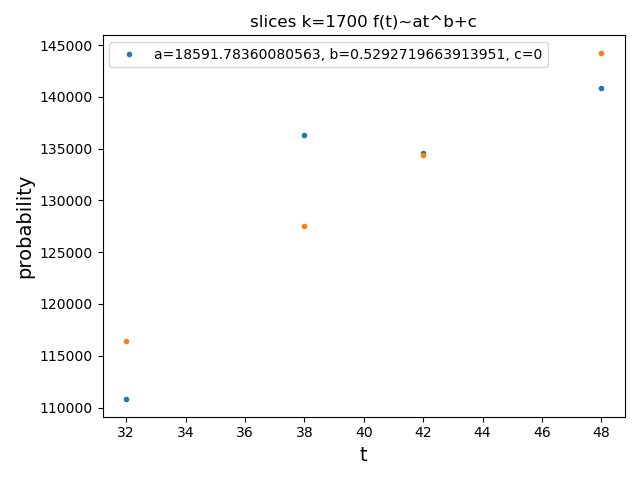 slices k=1700 f(t)~at^b+c
a=18591.78360080563, b=0.5292719663913951, c=0
145000
140000
135000
130000
125000
120000
115000
110000
probability
32 34 36 38 40 42 44 46 48
t